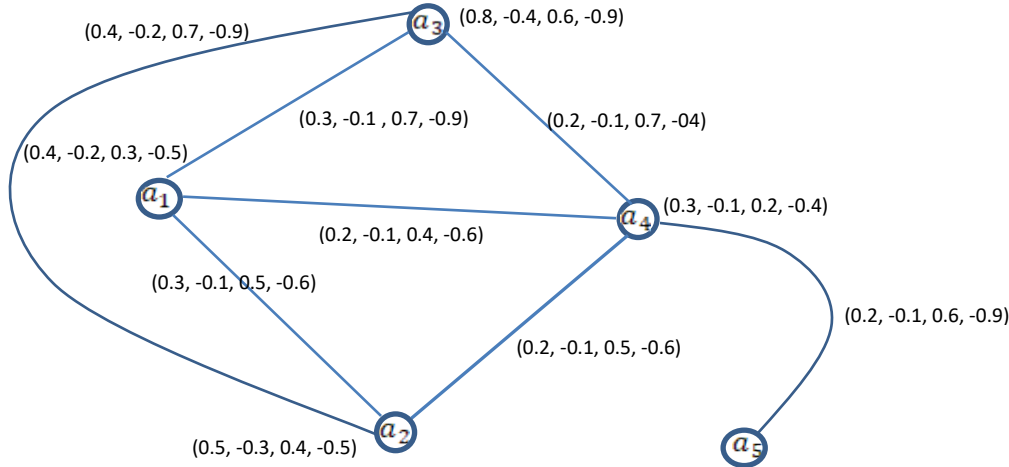 a3
(0.8, -0.4, 0.6, -0.9)
(0.4, -0.2, 0.7, -0.9)
(0.3, -0.1 , 0.7, -0.9)
(0.2, -0.1, 0.7, -04)
(0.4, -0.2, 0.3, -0.5)
a1
(0.3, -0.1, 0.2, -0.4)
a4
(0.2, -0.1, 0.4, -0.6)
(0.3, -0.1, 0.5, -0.6)
(0.2, -0.1, 0.6, -0.9)
(0.2, -0.1, 0.5, -0.6)
a2
(0.5, -0.3, 0.4, -0.5)
a5